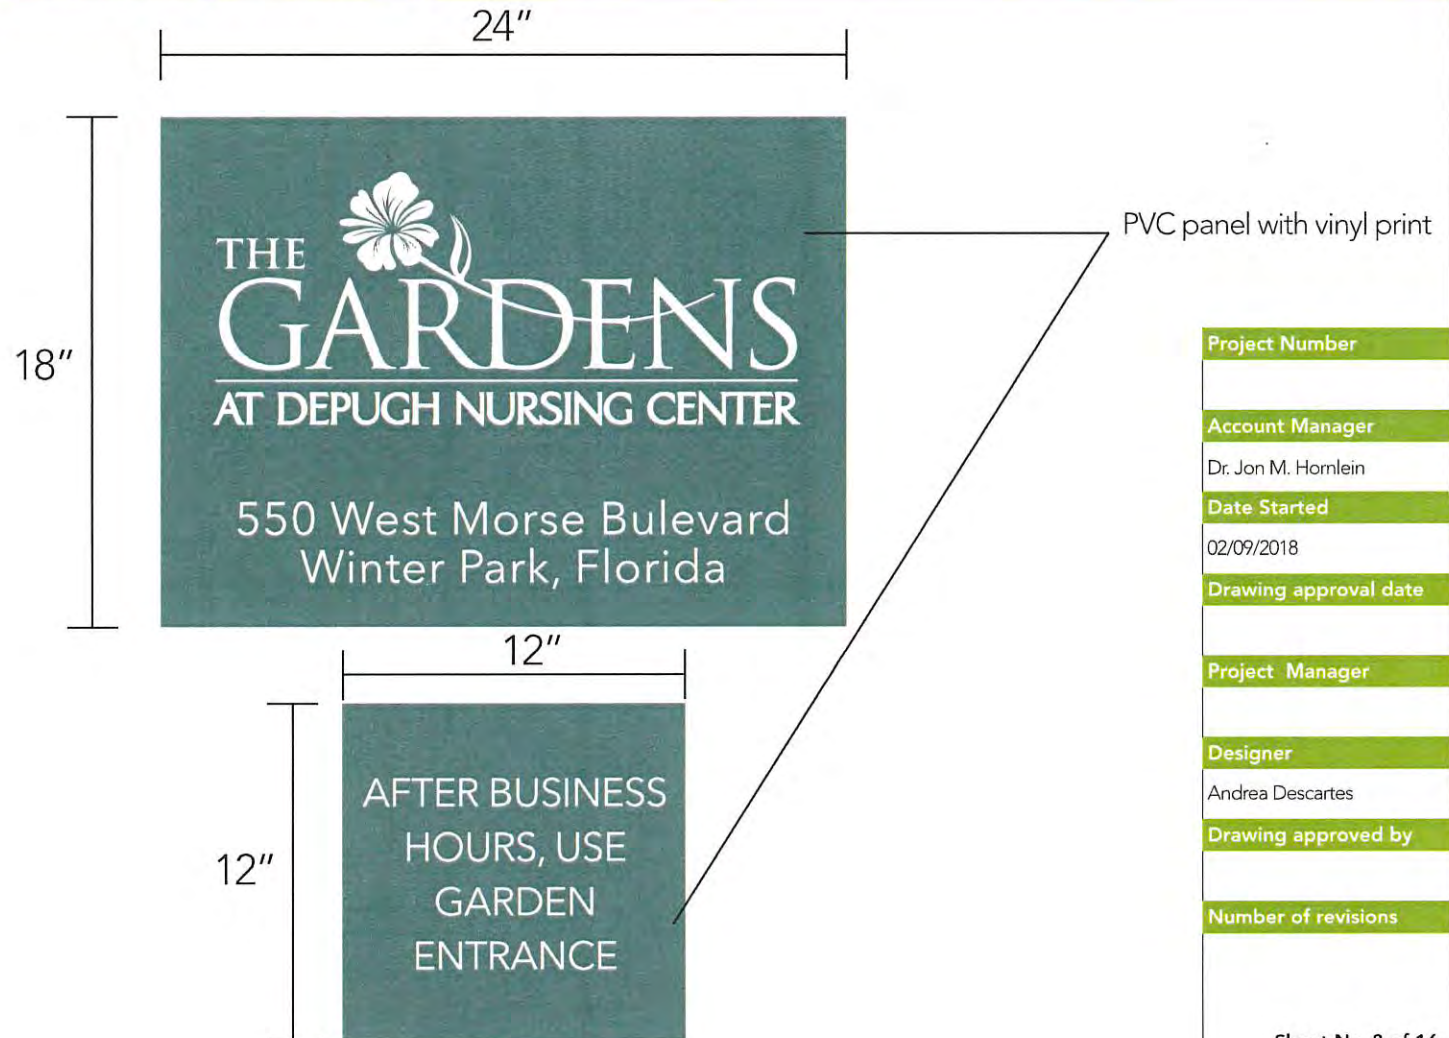 24"
18"
THE
GARDENS
AT DEPUGH NURSING CENTER
550 West Morse Bulevard
Winter Park, Florida
PVC panel with vinyl print
12"
12"
AFTER BUSINESS
HOURS, USE
GARDEN
ENTRANCE
Project Number
Account Manager
Dr. Jon M. Hornlein
Date Started
02/09/2018
Drawing approval date
Project Manager
Designer
Andrea Descartes
Drawing approved by
Number of revisions